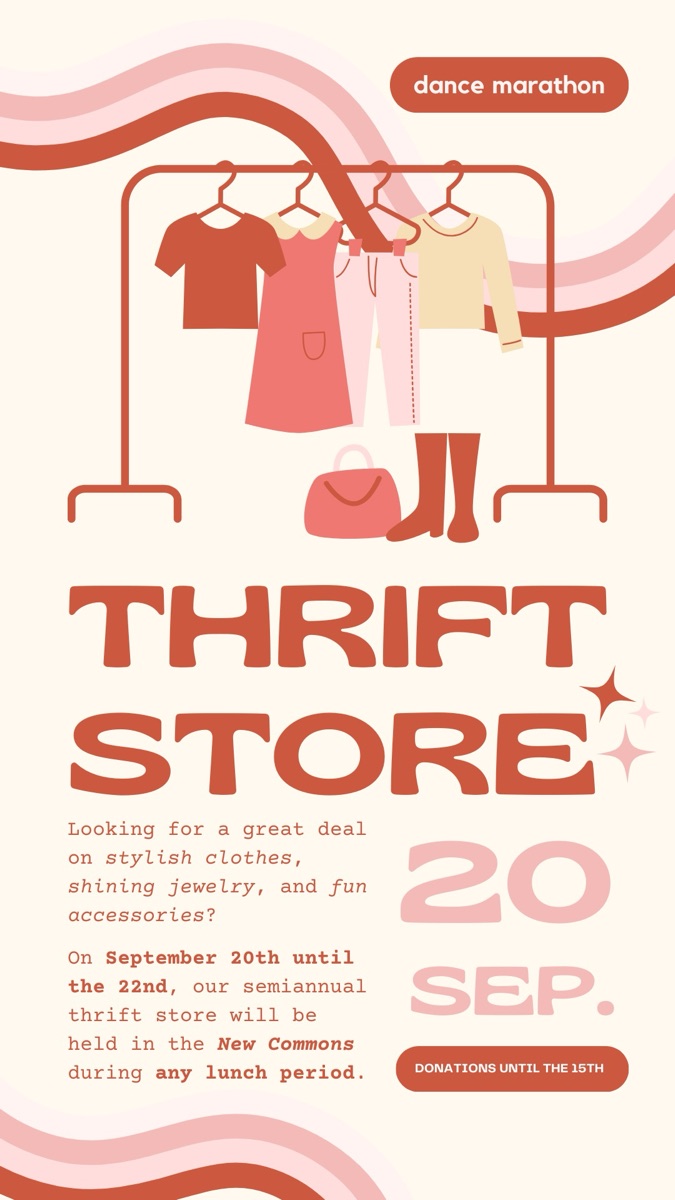 dance marathon
THRIFT
STORE
Looking for a great deal
on stylish clothes,
shining jewelry, and fun
accessories?
On September 20th until
the 22nd, our semiannual
thrift store will be
held in the New Commons
during any lunch period.
20
SEP.
DONATIONS UNTIL THE 15TH